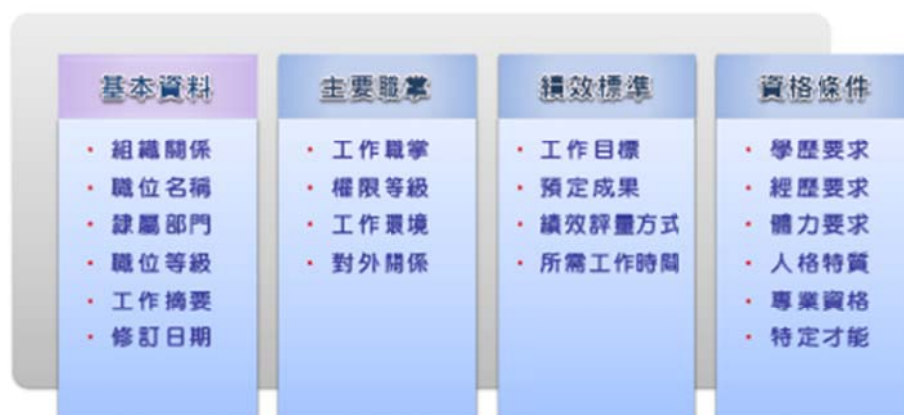 基本資料
・組織關係
・職位名稱
・隸屬部門
・職位等級
・工作摘要
・修訂日期
主要職掌
・工作職掌
・權限等級
・工作環境
・對外關係
績效標準
・工作目標
・預定成果
・績效評量方式
・所需工作時間
資格條件
・學歷要求
・經歷要求
・體力要求
・人格特質
・專業資格
・特定才能